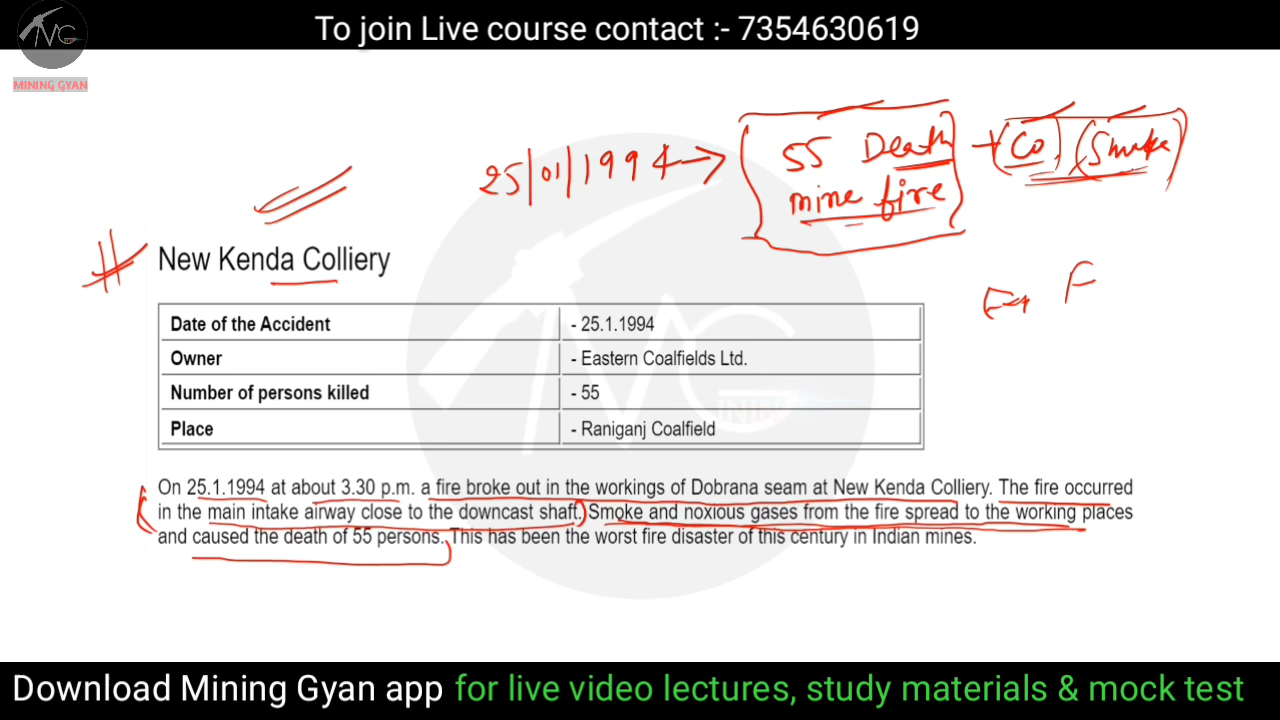 To join Live course contact :- 7354630619
MG
MINING GYAN
25/01/1994 → 55 Death + (CO) (Smoke)
mine fire
# New Kenda Colliery
Date of the Accident - 25.1.1994
Owner - Eastern Coalfields Ltd.
Number of persons killed - 55
Place - Raniganj Coalfield
On 25.1.1994 at about 3.30 p.m. a fire broke out in the workings of Dobrana seam at New Kenda Colliery. The fire occurred
in the main intake airway close to the downcast shaft. Smoke and noxious gases from the fire spread to the working places
and caused the death of 55 persons. This has been the worst fire disaster of this century in Indian mines.
Download Mining Gyan app for live video lectures, study materials & mock test